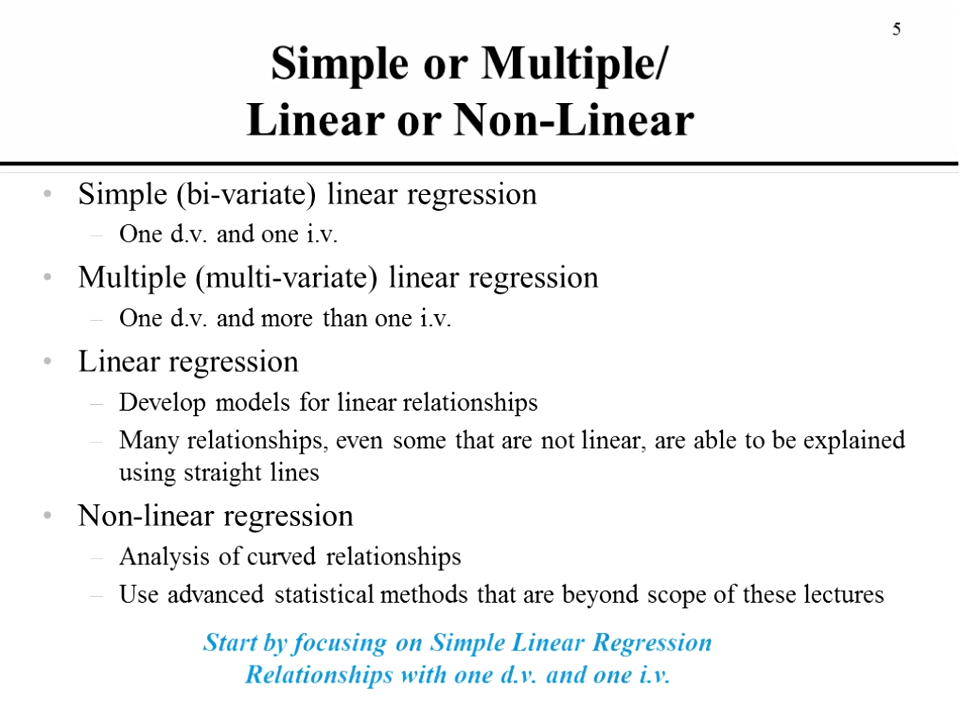 5
Simple or Multiple/
Linear or Non-Linear
• Simple (bi-variate) linear regression
– One d.v. and one i.v.
• Multiple (multi-variate) linear regression
– One d.v. and more than one i.v.
• Linear regression
– Develop models for linear relationships
– Many relationships, even some that are not linear, are able to be explained
using straight lines
• Non-linear regression
– Analysis of curved relationships
– Use advanced statistical methods that are beyond scope of these lectures
Start by focusing on Simple Linear Regression
Relationships with one d.v. and one i.v.